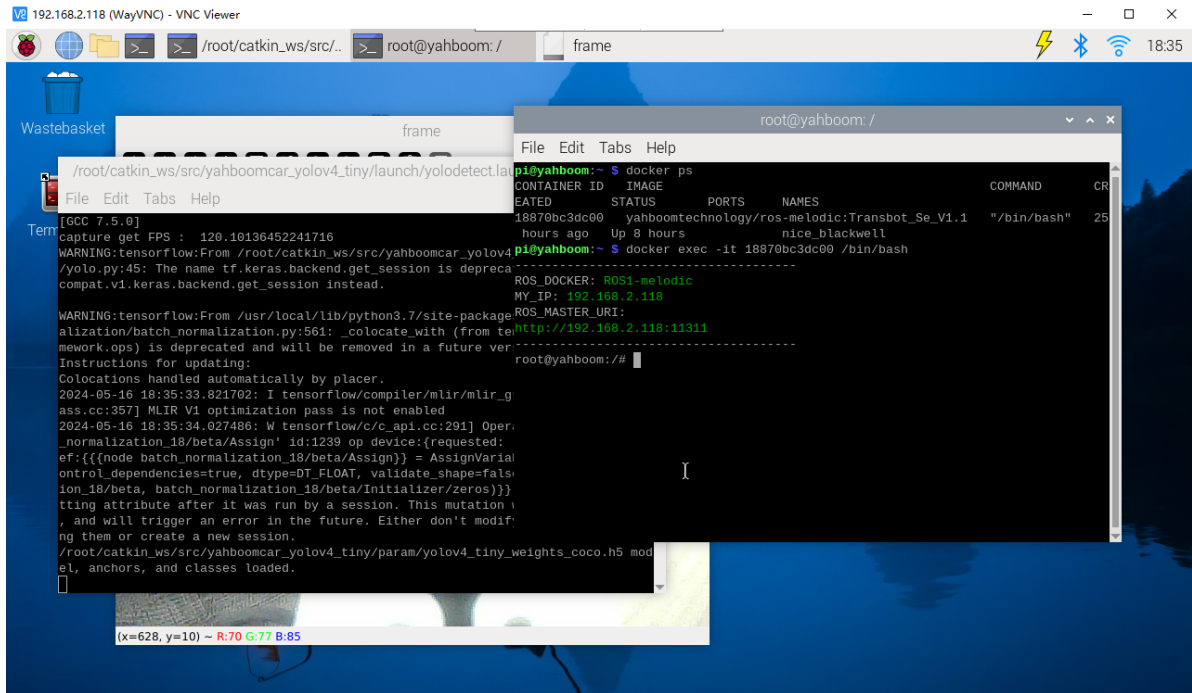 192.168.2.118 (WayVNC) - VNC Viewer
/root/catkin_ws/src/..
root@yahboom: /
frame
18:35
Wastebasket
Term
frame
/root/catkin_ws/src/yahboomcar_yolov4_tiny/launch/yolodetect.lau
File Edit Tabs Help
[GCC 7.5.0]
capture get FPS :  120.10136452241716
WARNING:tensorflow:From /root/catkin_ws/src/yahboomcar_yolov4_
/yolo.py:45: The name tf.keras.backend.get_session is depreca
compat.v1.keras.backend.get_session instead.
WARNING:tensorflow:From /usr/local/lib/python3.7/site-package
alization/batch_normalization.py:561: _colocate_with (from te
mework.ops) is deprecated and will be removed in a future ver
Instructions for updating:
Colocations handled automatically by placer.
2024-05-16 18:35:33.821702: I tensorflow/compiler/mlir/mlir_g
ass.cc:357] MLIR V1 optimization pass is not enabled
2024-05-16 18:35:34.027486: W tensorflow/c/c_api.cc:291] Opera
_normalization_18/beta/Assign' id:1239 op device:{requested:
ef:{{{node batch_normalization_18/beta/Assign}} = AssignVariab
ontrol_dependencies=true, dtype=DT_FLOAT, validate_shape=false
ion_18/beta, batch_normalization_18/beta/Initializer/zeros)}}
tting attribute after it was run by a session. This mutation
, and will trigger an error in the future. Either don't modify
ng them or create a new session.
/root/catkin_ws/src/yahboomcar_yolov4_tiny/param/yolov4_tiny_weights_coco.h5 mod
el, anchors, and classes loaded.
(x=628, y=10) ~ R:70 G:77 B:85
root@yahboom: /
File Edit Tabs Help
pi@yahboom:~ $ docker ps
CONTAINER ID   IMAGE                                            COMMAND       CR
EATED        STATUS       PORTS     NAMES
18870bc3dc00   yahboomtechnology/ros-melodic:Transbot_Se_V1.1   "/bin/bash"   25
 hours ago   Up 8 hours             nice_blackwell
pi@yahboom:~ $ docker exec -it 18870bc3dc00 /bin/bash
--------------------------------------
ROS_DOCKER: ROS1-melodic
MY_IP: 192.168.2.118
ROS_MASTER_URI:
http://192.168.2.118:11311
--------------------------------------
root@yahboom:/#